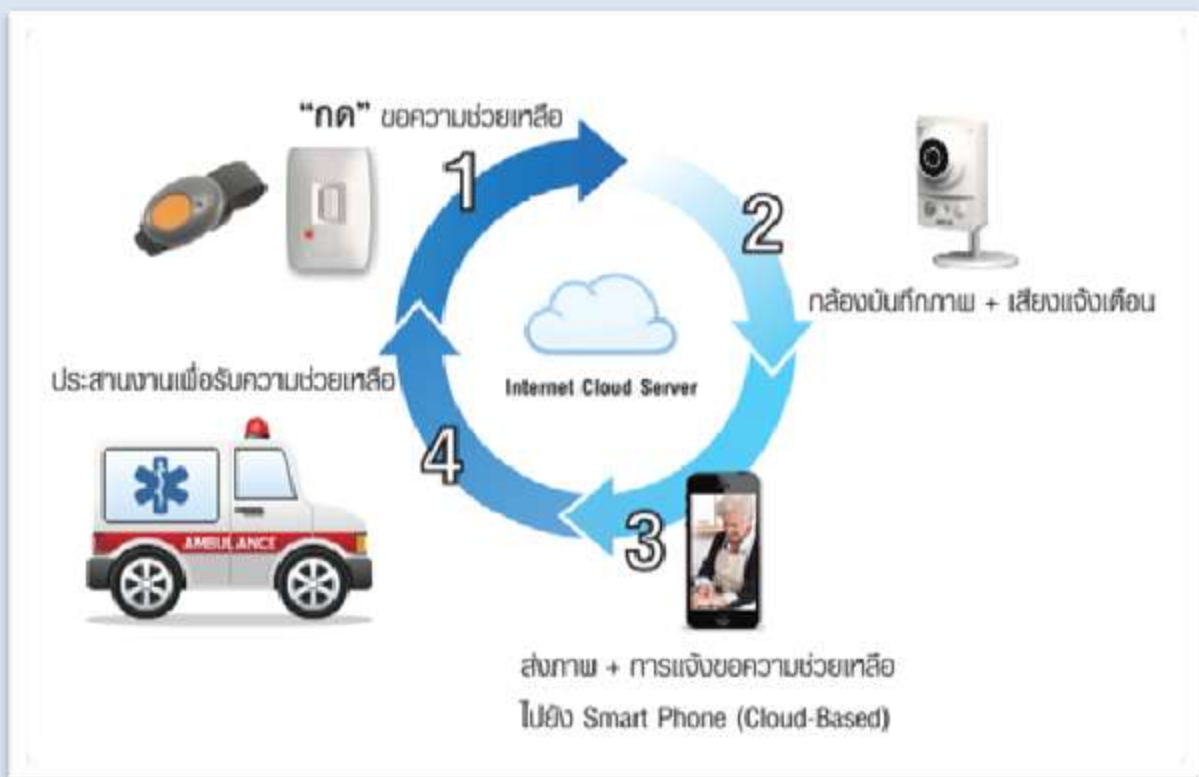 “กด” ขอความช่วยเหลือ
1
2
กล้องบันทึกภาพ + เสียงแจ้งเตือน
Internet Cloud Server
ประสานงานเพื่อรับความช่วยเหลือ
4
AMBULANCE
3
ส่งภาพ + การแจ้งขอความช่วยเหลือ
ไปยัง Smart Phone (Cloud-Based)